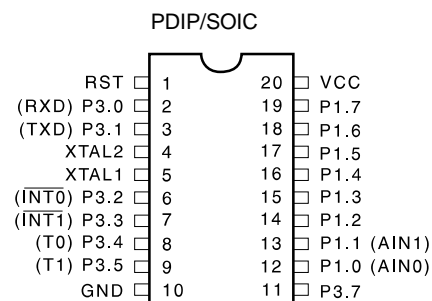 PDIP/SOIC
RST 1 20 VCC
(RXD) P3.0 2 19 P1.7
(TXD) P3.1 3 18 P1.6
XTAL2 4 17 P1.5
XTAL1 5 16 P1.4
(INT0) P3.2 6 15 P1.3
(INT1) P3.3 7 14 P1.2
(T0) P3.4 8 13 P1.1 (AIN1)
(T1) P3.5 9 12 P1.0 (AIN0)
GND 10 11 P3.7